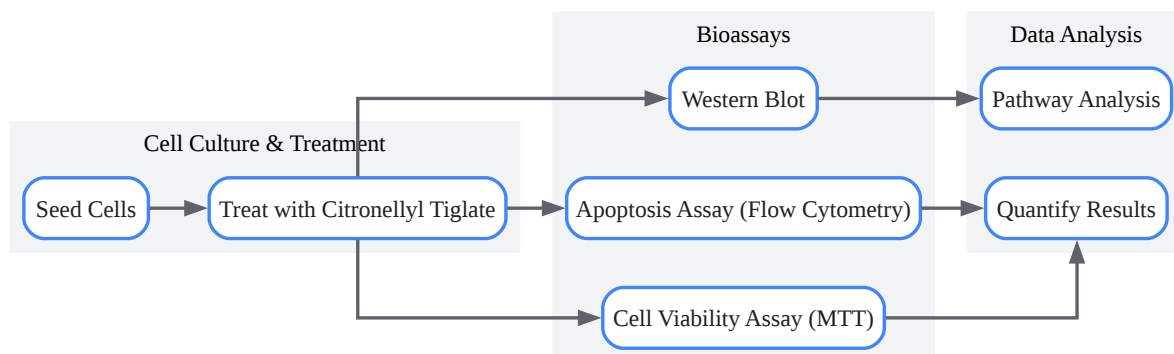 Bioassays
Data Analysis
Western Blot
Pathway Analysis
Cell Culture & Treatment
Seed Cells
Treat with Citronellyl Tiglate
Apoptosis Assay (Flow Cytometry)
Quantify Results
Cell Viability Assay (MTT)